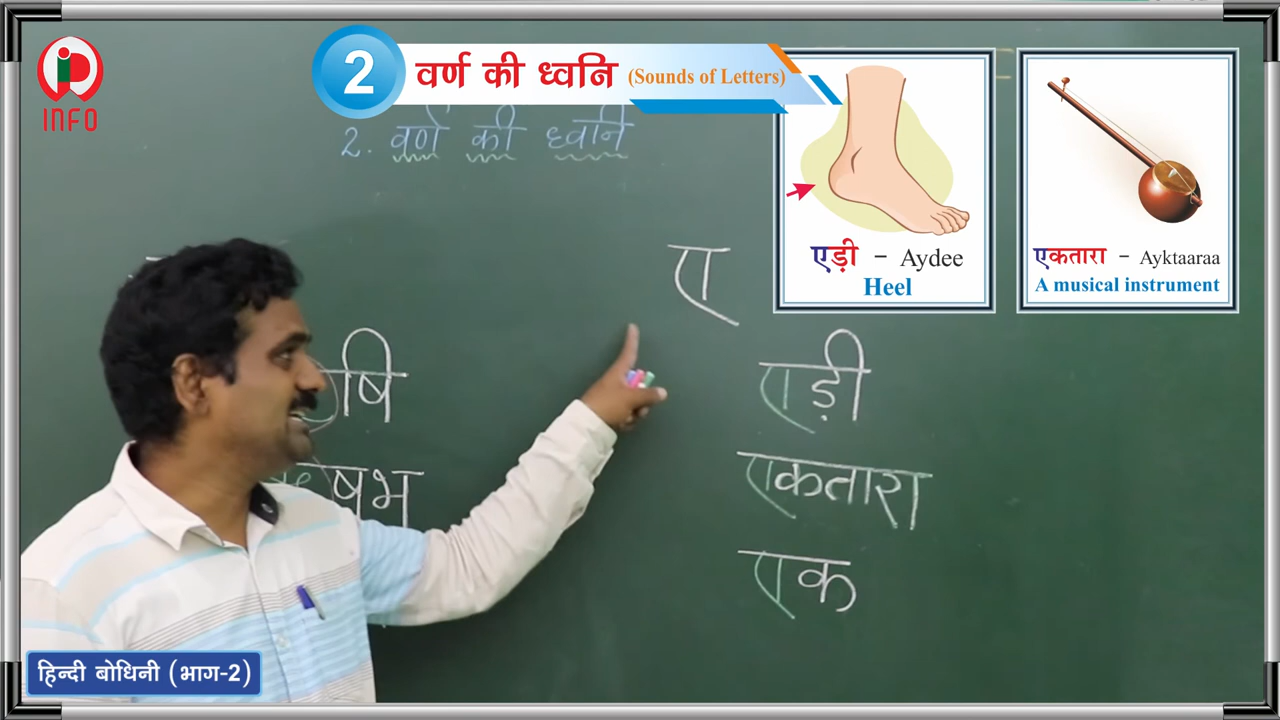 INFO
2 वर्ण की ध्वनि (Sounds of Letters)
2. वर्ण की ध्वनि
ए
एड़ी – Aydee
Heel
एकतारा – Ayktaaraa
A musical instrument
षभ
एड़ी
एकतारा
एक
हिन्दी बोधिनी (भाग-2)